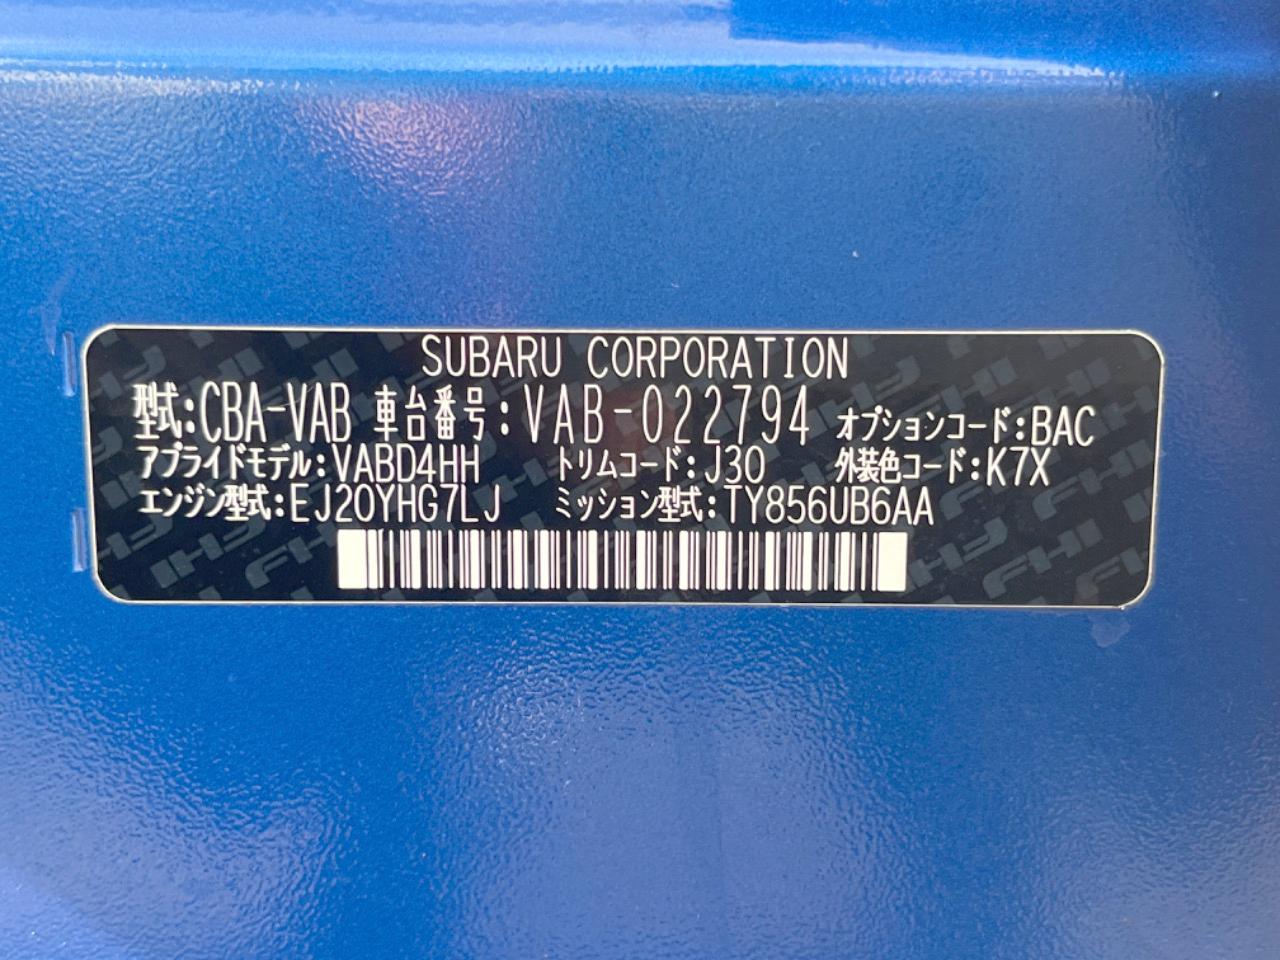 SUBARU CORPORATION
型式:CBA-VAB 車台番号:VAB-022794 オプションコード:BAC
アプライドモデル:VABD4HH トリムコード:J30 外装色コード:K7X
エンジン型式:EJ20YHG7LJ ミッション型式:TY856UB6AA